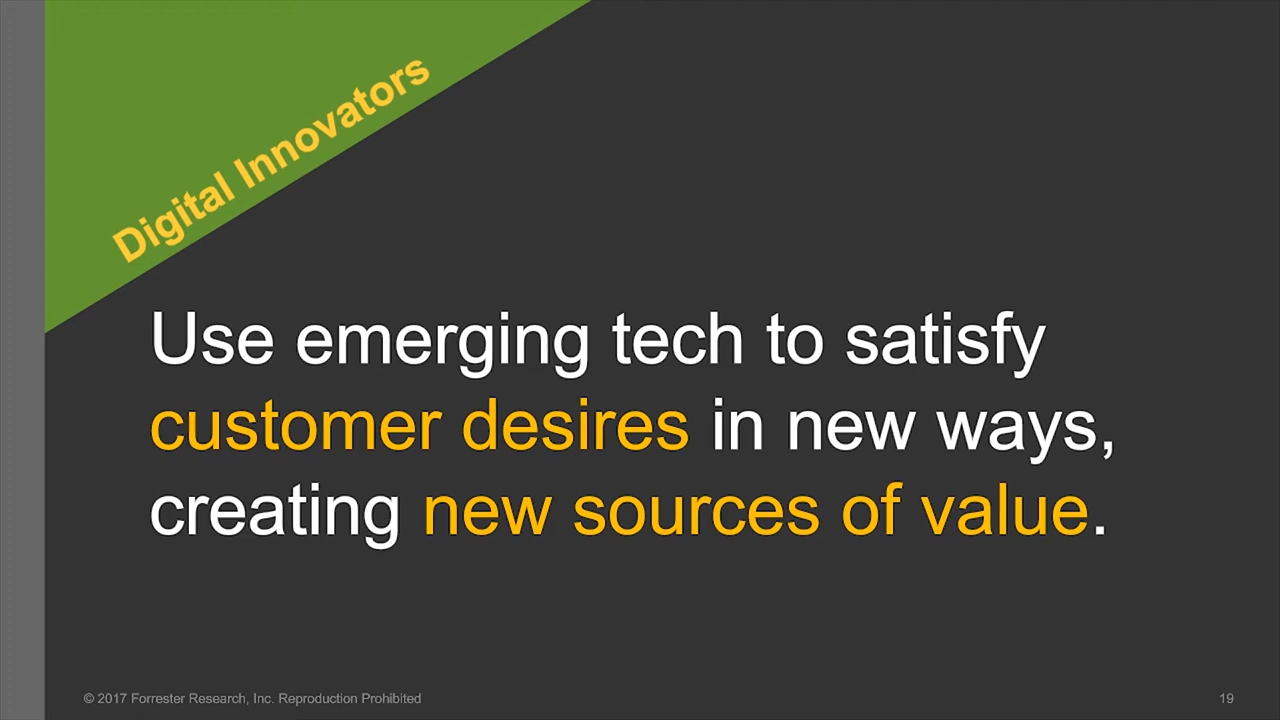 Digital Innovators
Use emerging tech to satisfy
customer desires in new ways,
creating new sources of value.
© 2017 Forrester Research, Inc. Reproduction Prohibited
19